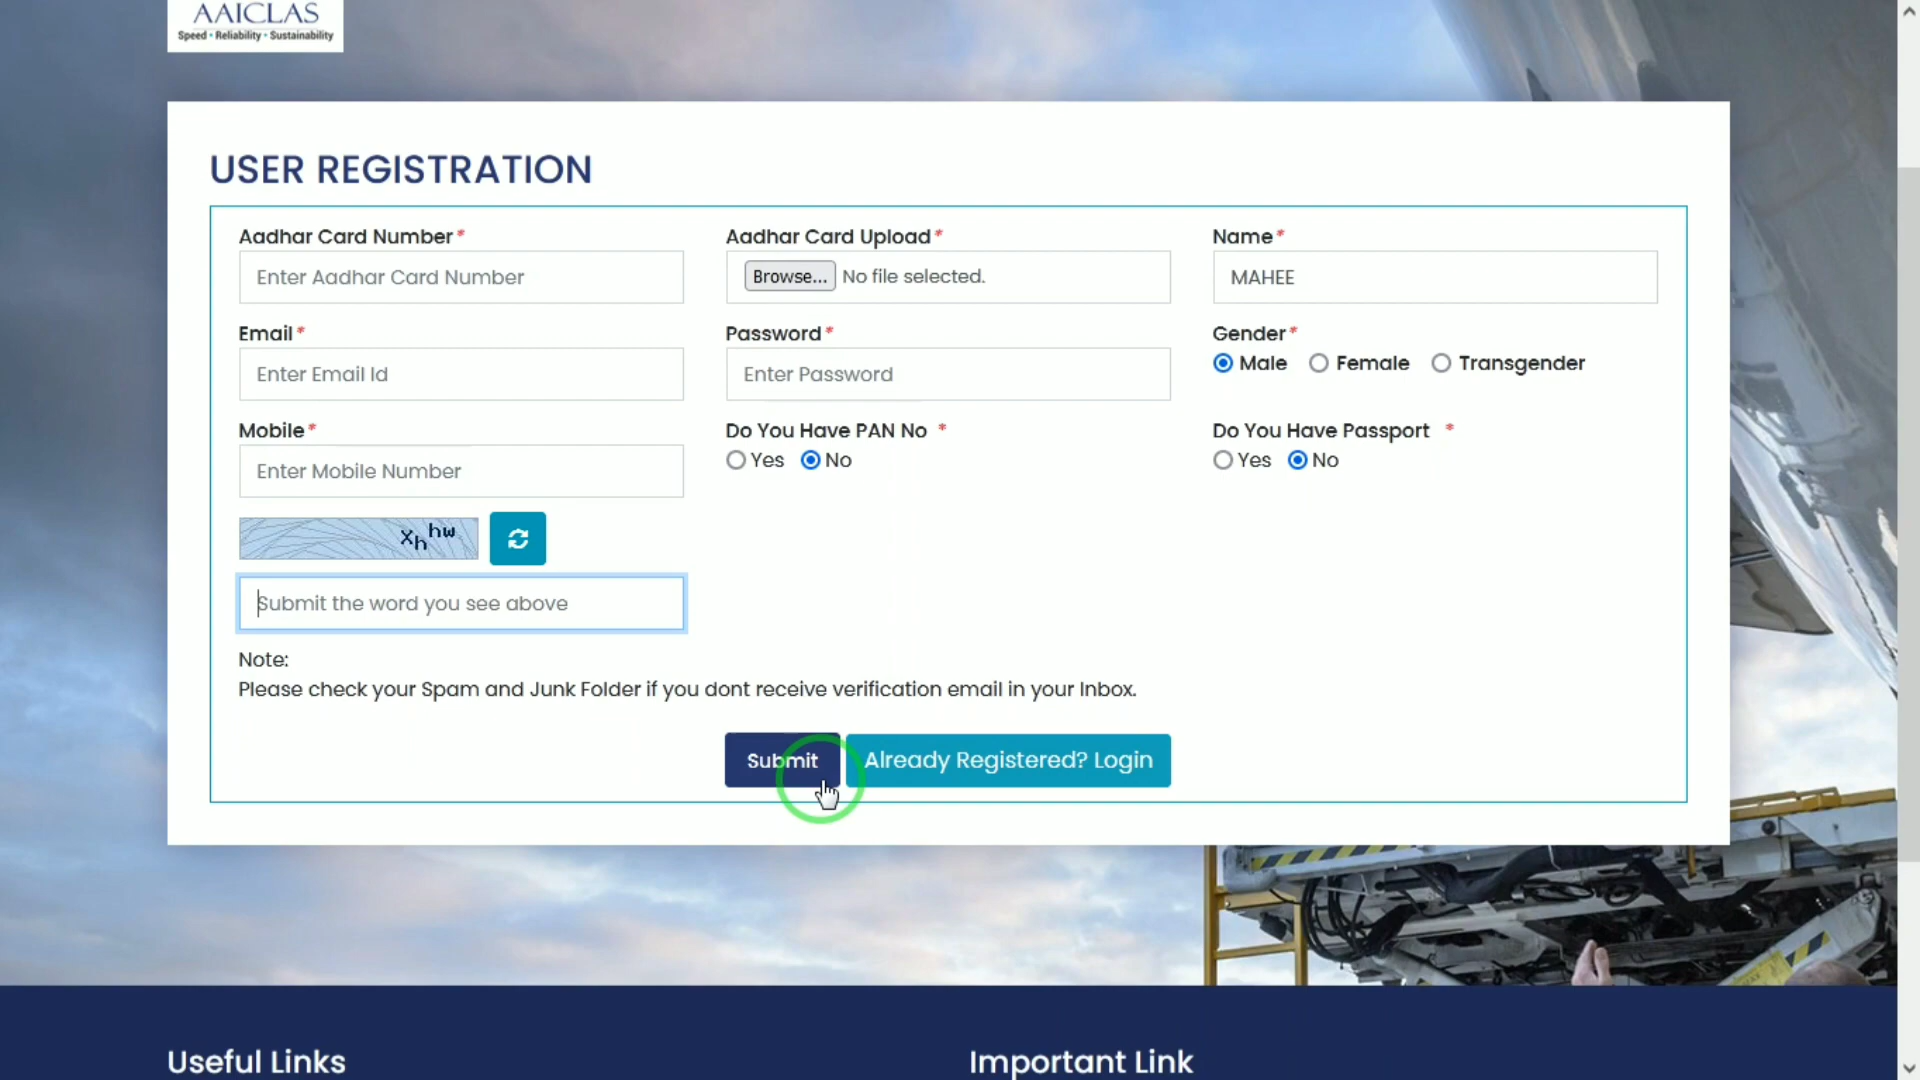 AAICLAS
Speed • Reliability • Sustainability
USER REGISTRATION
Aadhar Card Number *
Enter Aadhar Card Number
Aadhar Card Upload *
Browse... No file selected.
Name *
MAHEE
Email *
Enter Email Id
Password *
Enter Password
Gender *
Male Female Transgender
Mobile *
Enter Mobile Number
Do You Have PAN No *
Yes No
Do You Have Passport *
Yes No
xhhw
Submit the word you see above
Note:
Please check your Spam and Junk Folder if you dont receive verification email in your Inbox.
Submit
Already Registered? Login
Useful Links
Important Link